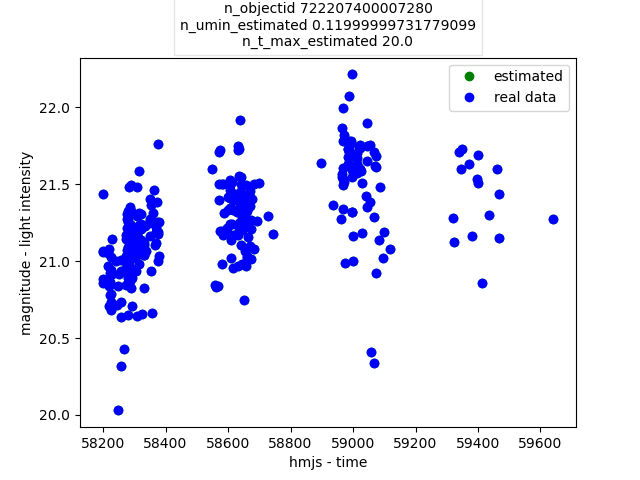 n_objectid 722207400007280
n_umin_estimated 0.11999999731779099
n_t_max_estimated 20.0
estimated
real data
22.0
21.5
21.0
20.5
20.0
magnitude - light intensity
58200 58400 58600 58800 59000 59200 59400 59600
hmjs - time